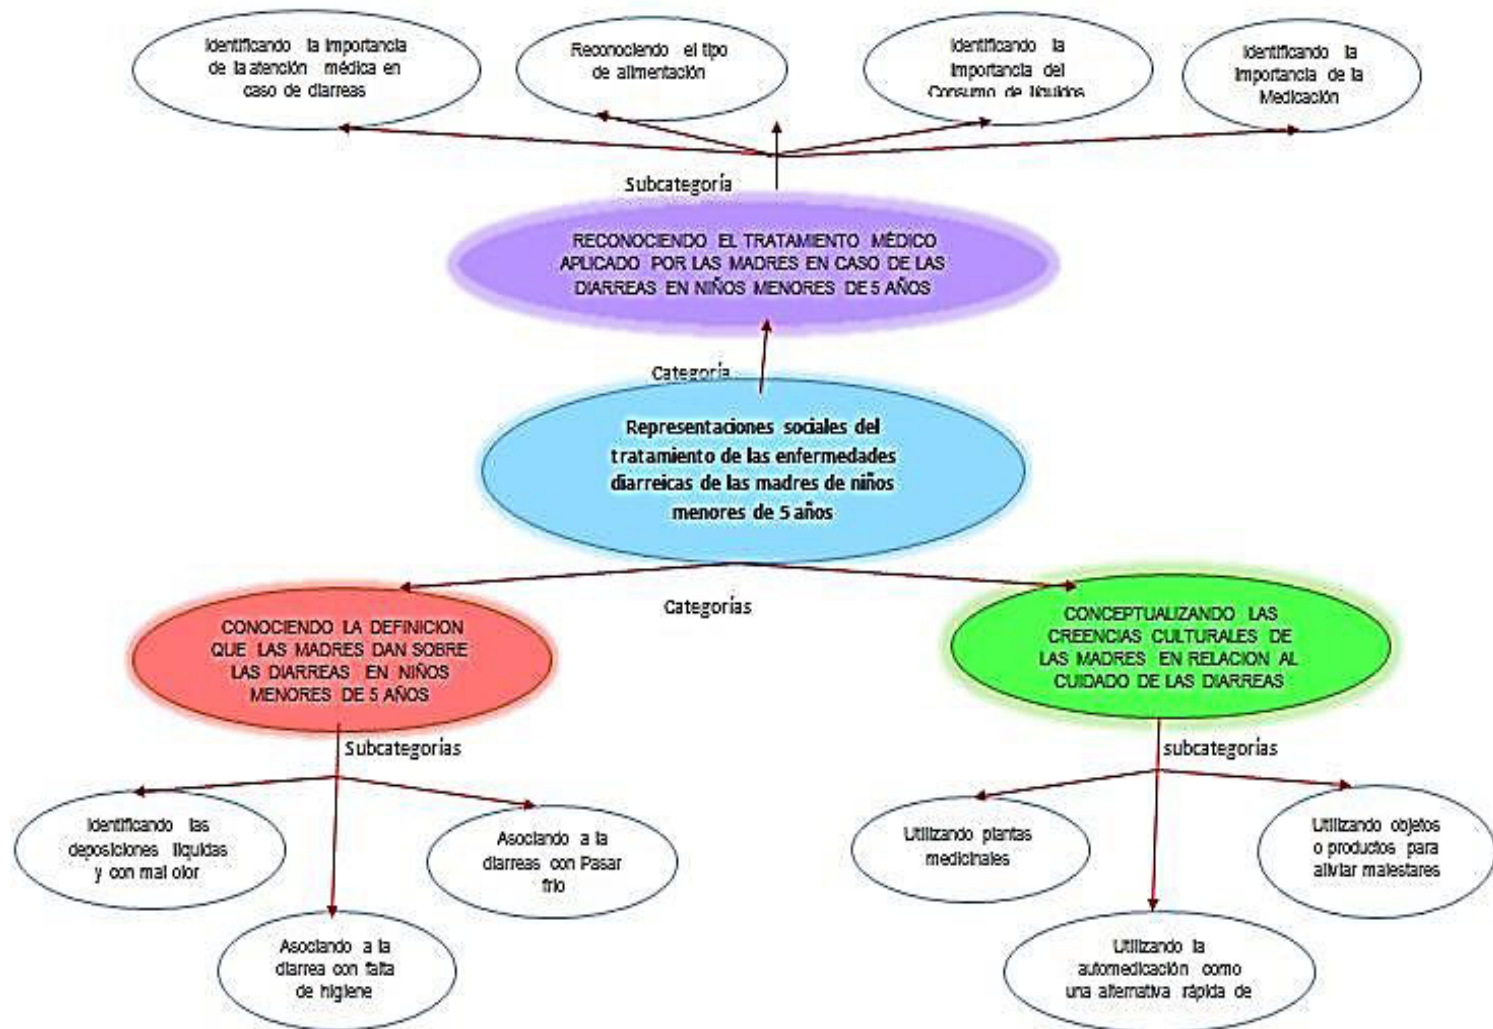 Identificando la importancia
de la atención médica en
caso de diarreas
Reconociendo el tipo
de alimentación
Identificando la
Importancia del
Consumo de líquidos
Identificando la
Importancia de la
Medicación
Subcategoría
RECONOCIENDO EL TRATAMIENTO MÉDICO
APLICADO POR LAS MADRES EN CASO DE LAS
DIARREAS EN NIÑOS MENORES DE 5 AÑOS
Categoría
Representaciones sociales del
tratamiento de las enfermedades
diarreicas de las madres de niños
menores de 5 años
Categorías
CONOCIENDO LA DEFINICION
QUE LAS MADRES DAN SOBRE
LAS DIARREAS EN NIÑOS
MENORES DE 5 AÑOS
CONCEPTUALIZANDO LAS
CREENCIAS CULTURALES DE
LAS MADRES EN RELACION AL
CUIDADO DE LAS DIARREAS
Subcategorías
subcategorías
Identificando las
deposiciones líquidas
y con mal olor
Asociando a la
diarreas con Pasar
frío
Asociando a la
diarrea con falta
de higiene
Utilizando plantas
medicinales
Utilizando objetos
o productos para
aliviar malestares
Utilizando la
automedicación como
una alternativa rápida de